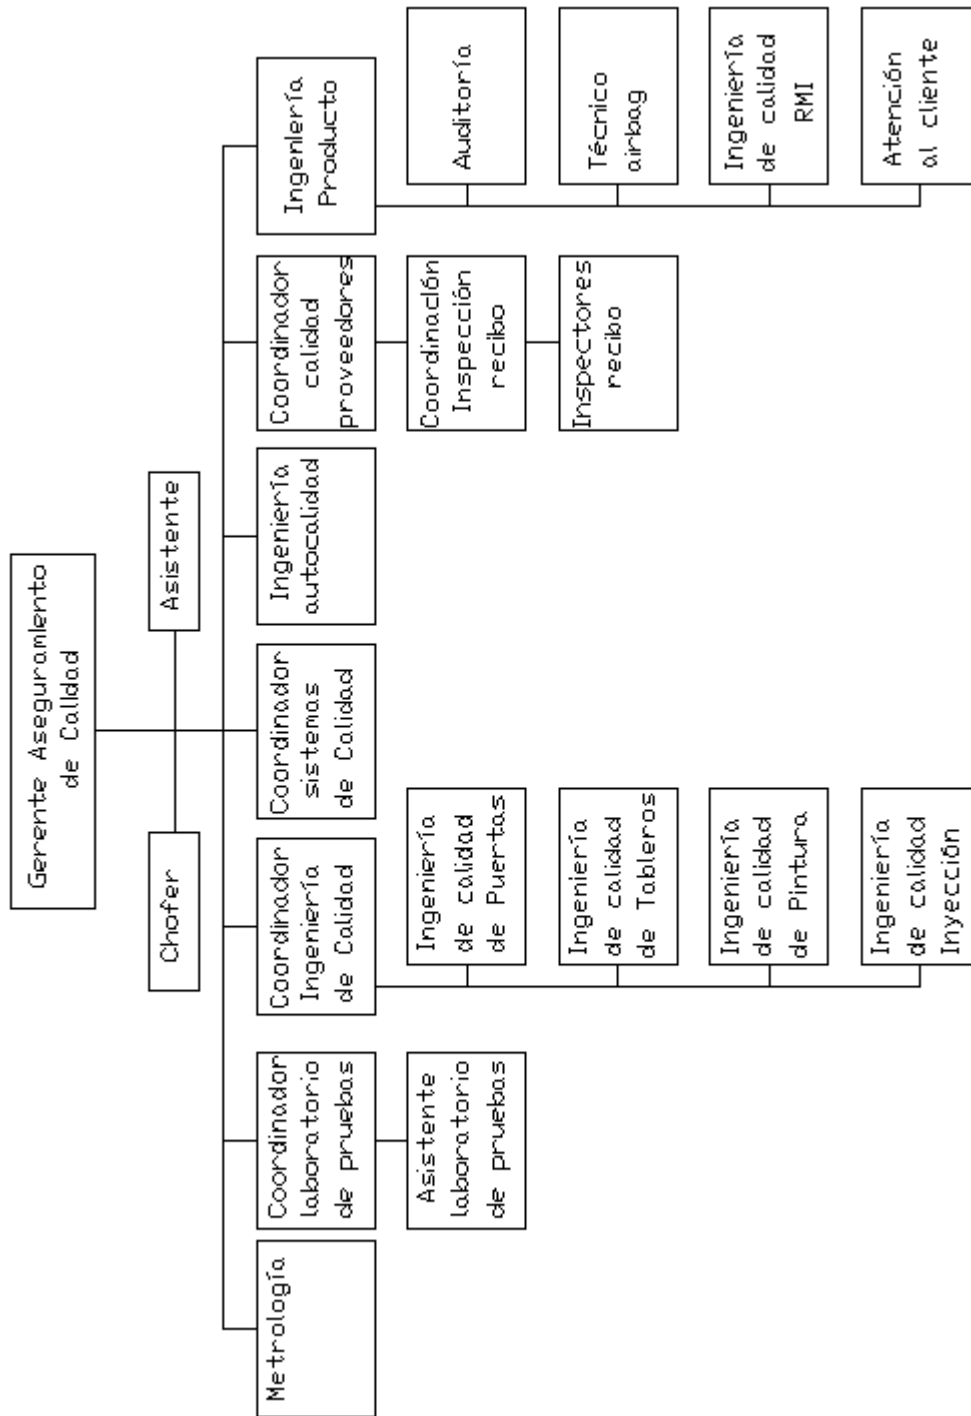 Gerente Aseguramiento
de Calidad
Chofer
Asistente
Metrología
Coordinador
laboratorio
de pruebas
Coordinador
Ingeniería
de Calidad
Coordinador
sistemas
de Calidad
Ingeniería
autocalidad
Coordinador
calidad
proveedores
Ingeniería
Producto
Asistente
laboratorio
de pruebas
Ingeniería
de calidad
de Puertas
Coordinación
Inspección
recibo
Auditoría
Ingeniería
de calidad
de Tableros
Inspectores
recibo
Técnico
airbag
Ingeniería
de calidad
de Pintura
Ingeniería
de calidad
RMI
Ingeniería
de calidad
Inyección
Atención
al cliente